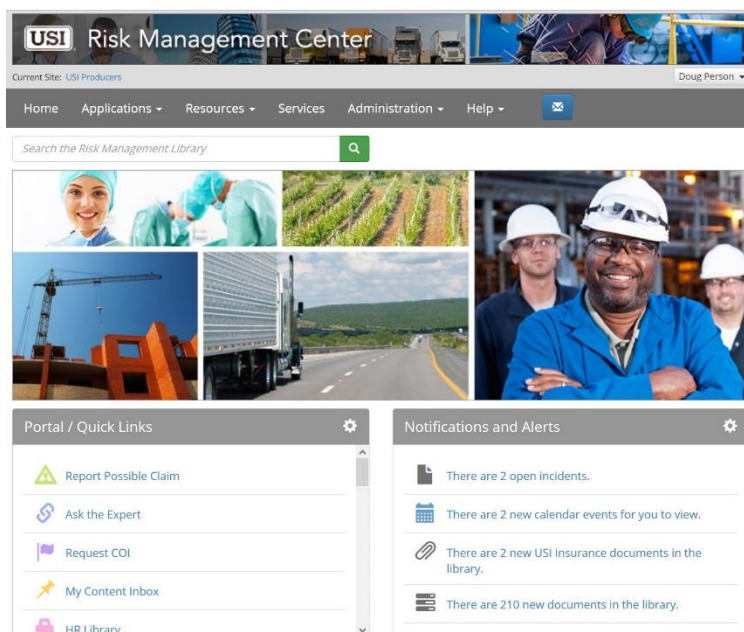 USI Risk Management Center
Current Site: USI Producers
Doug Person
Home Applications Resources Services Administration Help
Search the Risk Management Library
Portal / Quick Links
Report Possible Claim
Ask the Expert
Request COI
My Content Inbox
HR Library
Notifications and Alerts
There are 2 open incidents.
There are 2 new calendar events for you to view.
There are 2 new USI Insurance documents in the
library.
There are 210 new documents in the library.